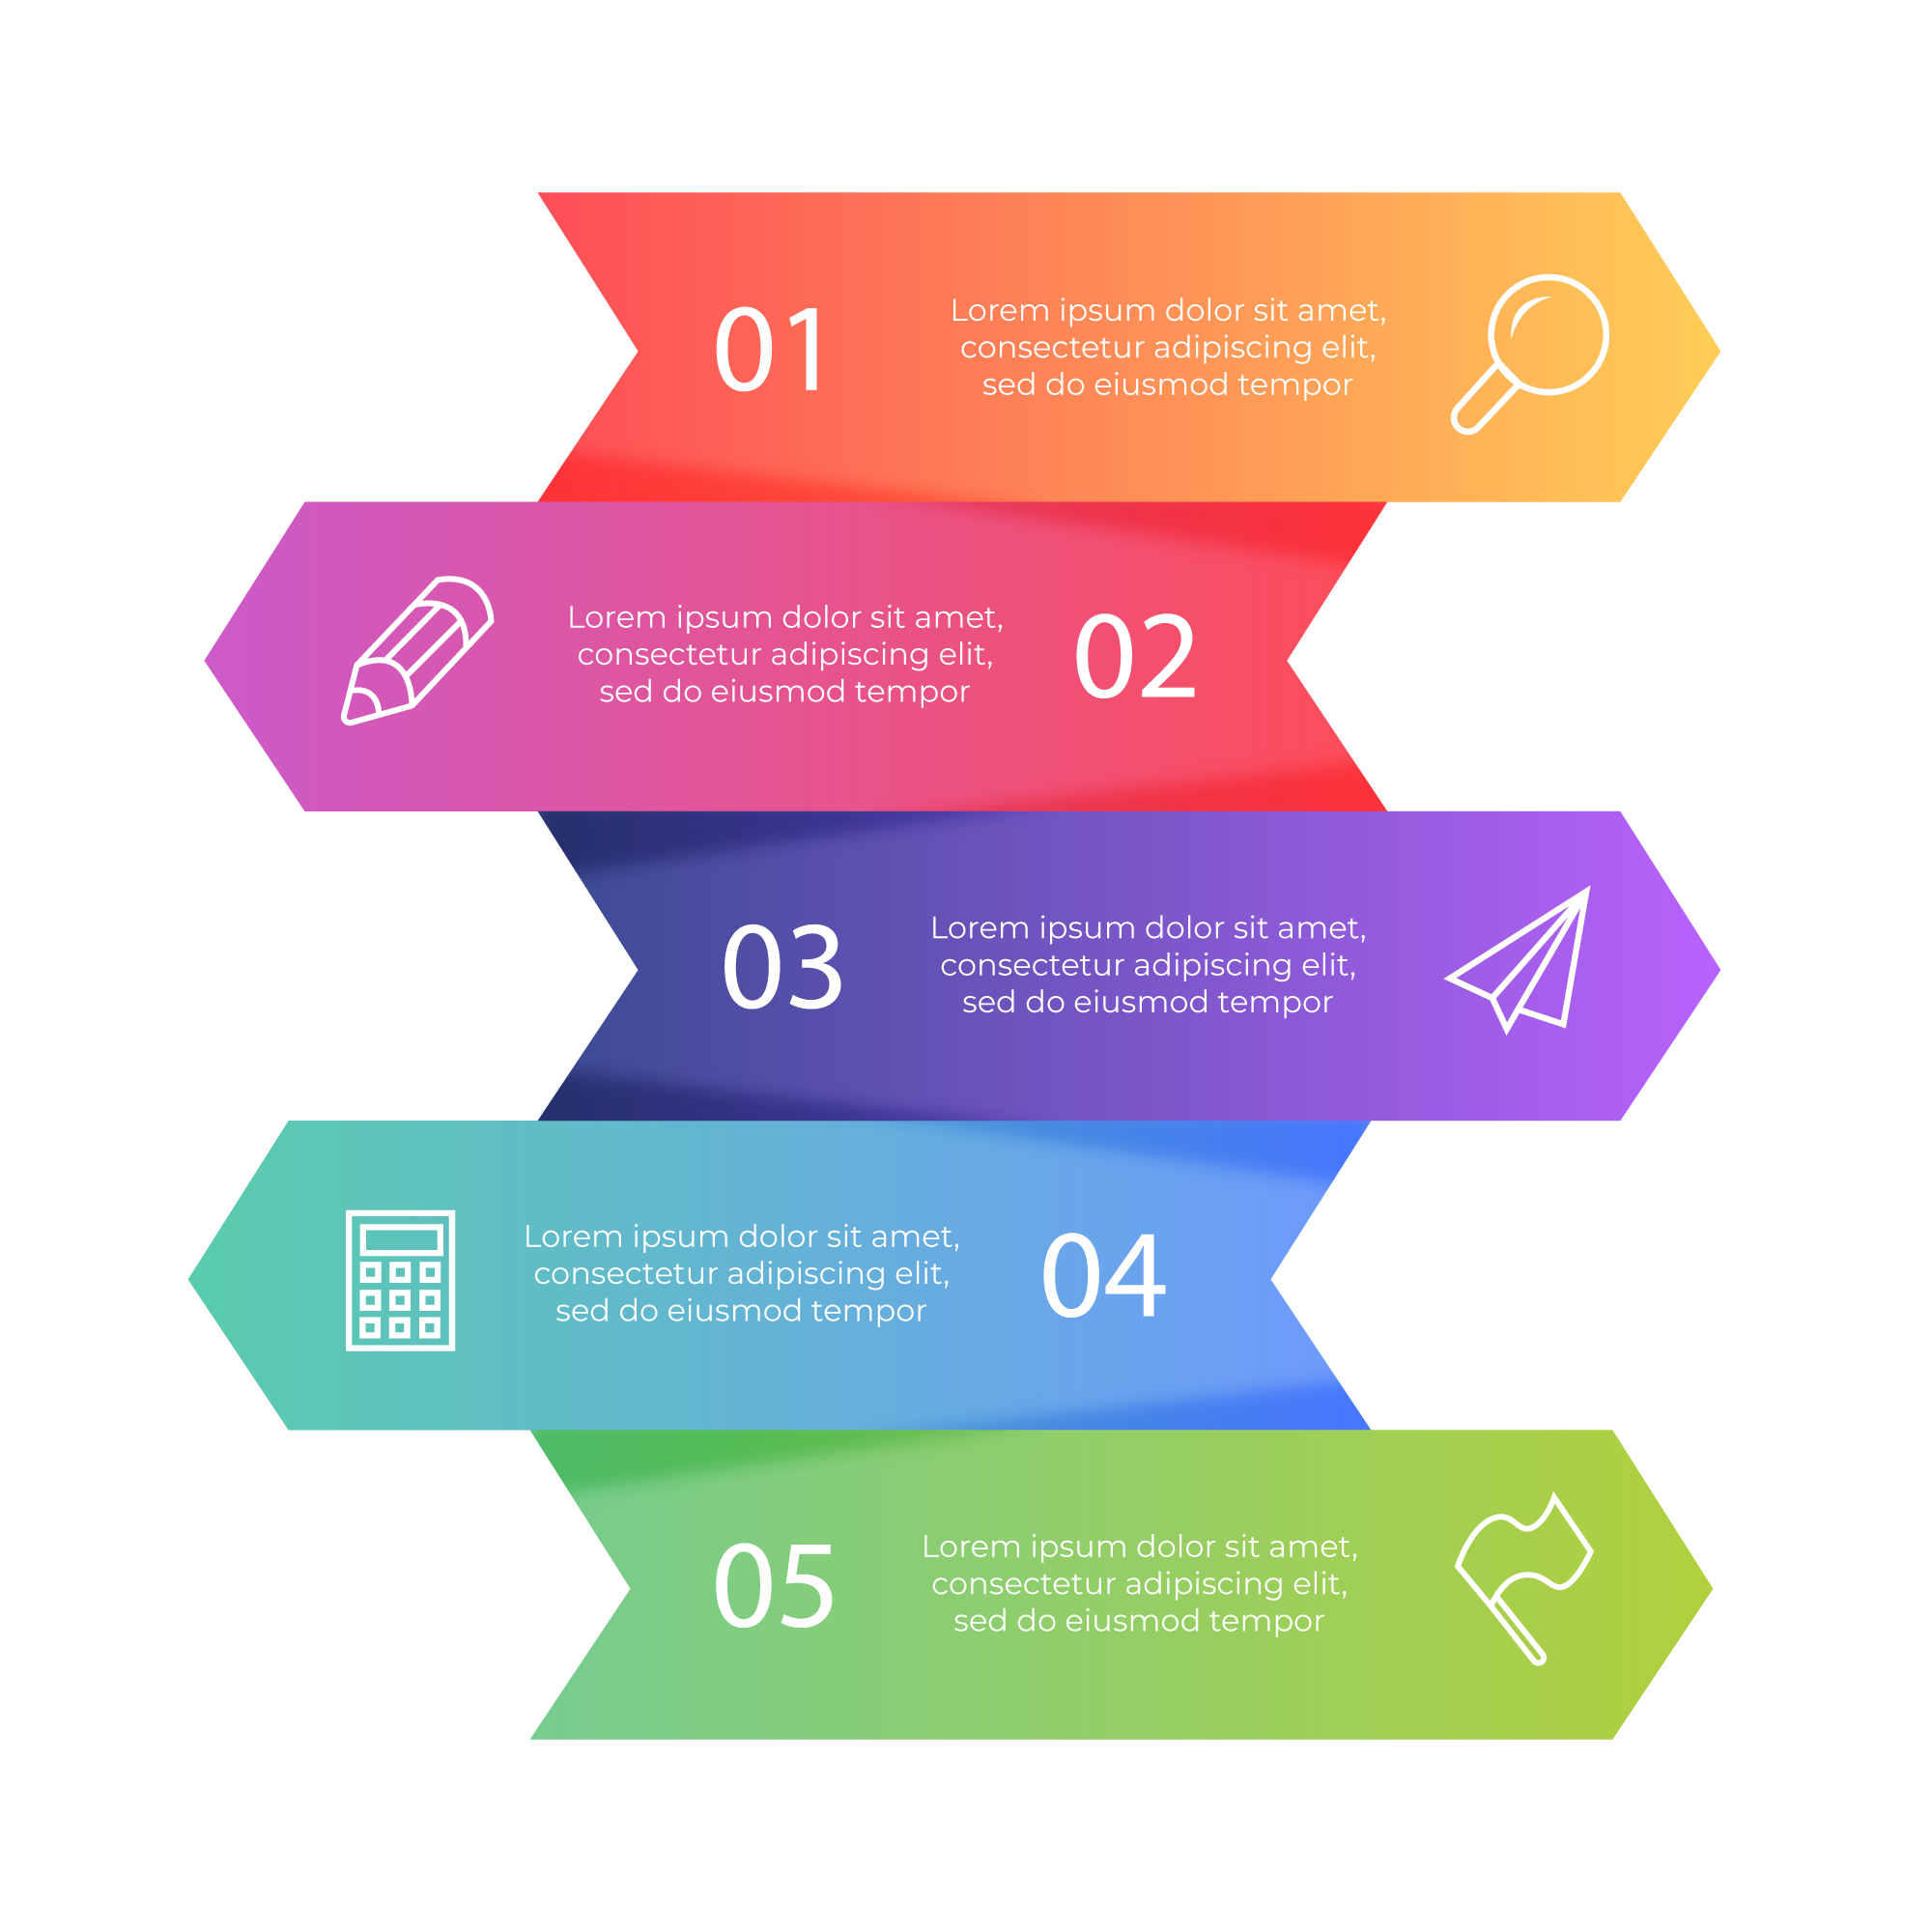 01
Lorem ipsum dolor sit amet,
consectetur adipiscing elit,
sed do eiusmod tempor
Lorem ipsum dolor sit amet,
consectetur adipiscing elit,
sed do eiusmod tempor
02
03
Lorem ipsum dolor sit amet,
consectetur adipiscing elit,
sed do eiusmod tempor
Lorem ipsum dolor sit amet,
consectetur adipiscing elit,
sed do eiusmod tempor
04
05
Lorem ipsum dolor sit amet,
consectetur adipiscing elit,
sed do eiusmod tempor